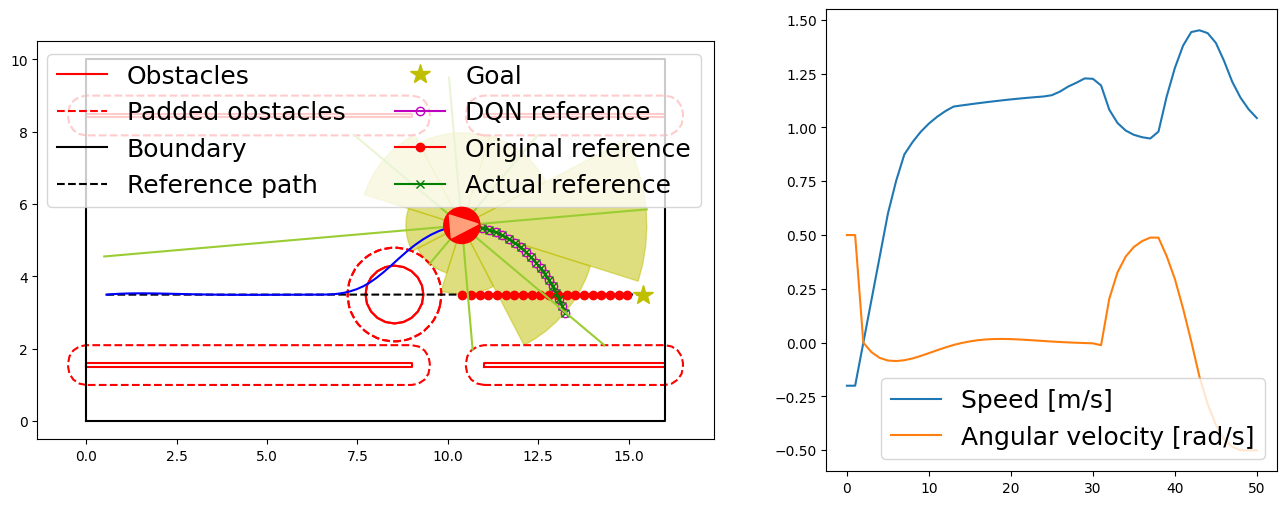 Obstacles
Padded obstacles
Boundary
Reference path
Goal
DQN reference
Original reference
Actual reference
10
8
6
4
2
0
0.0 2.5 5.0 7.5 10.0 12.5 15.0
1.50
1.25
1.00
0.75
0.50
0.25
0.00
−0.25
−0.50
Speed [m/s]
Angular velocity [rad/s]
0 10 20 30 40 50